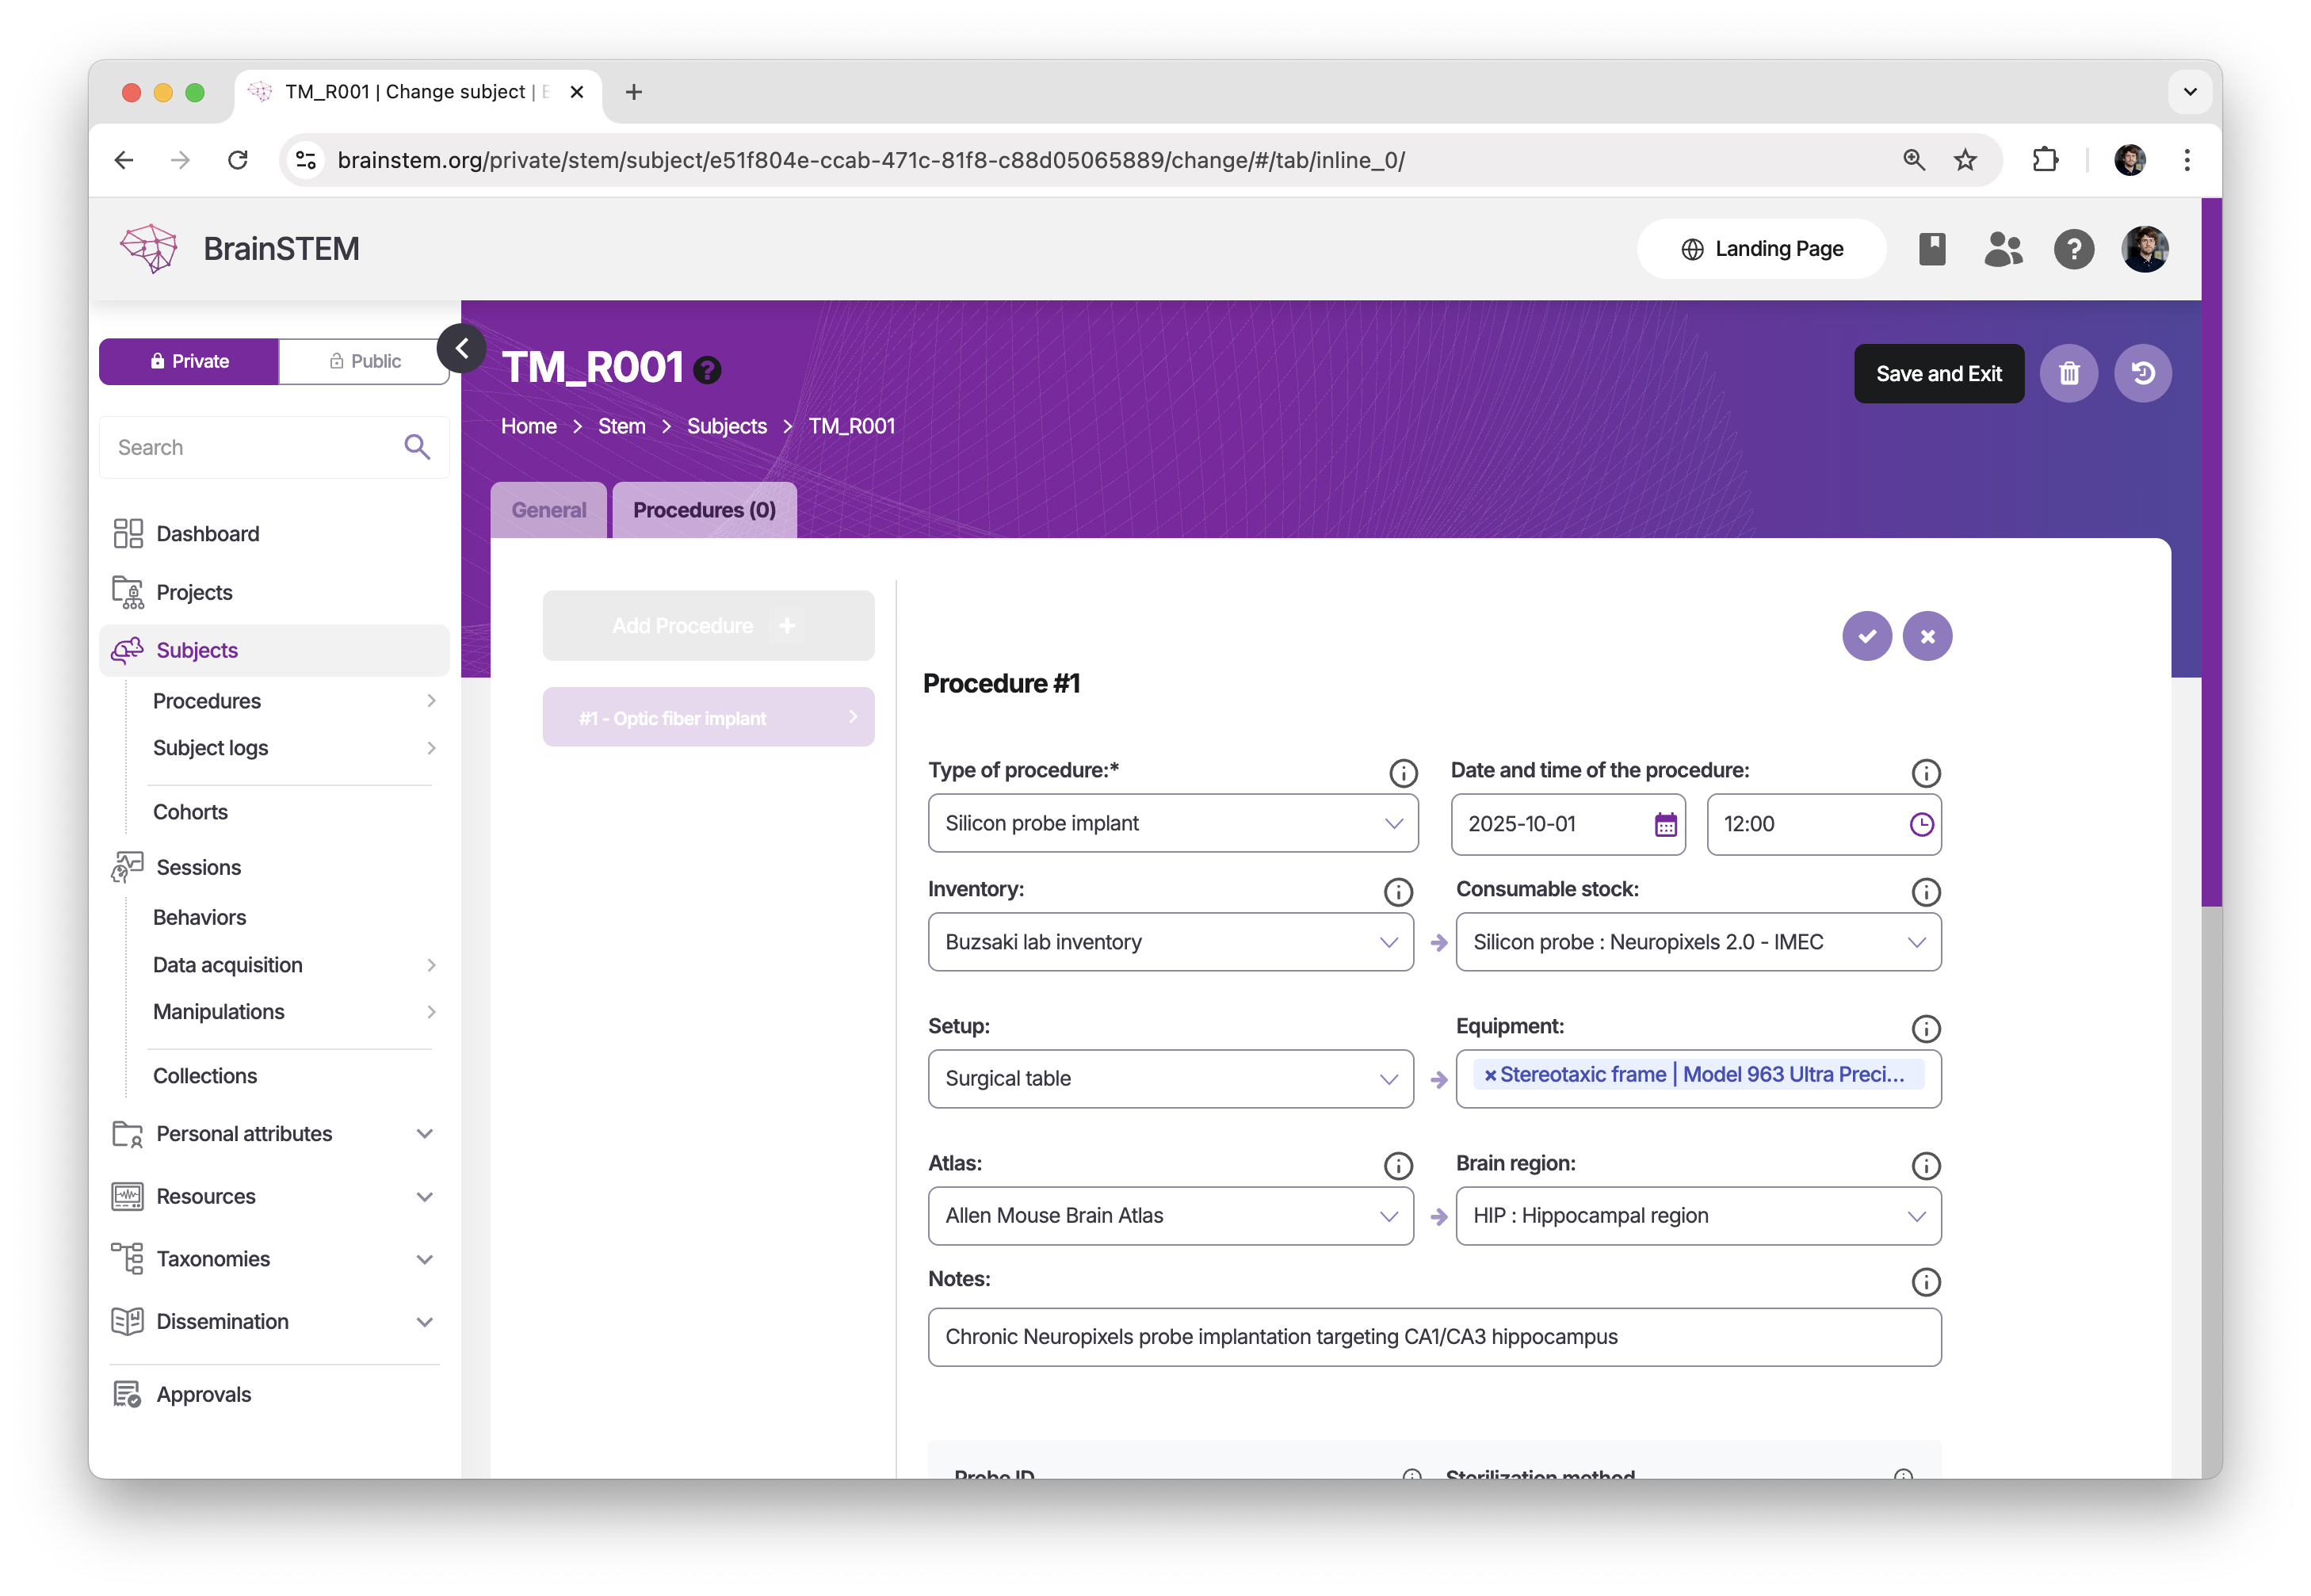 TM_R001 | Change subject |
brainstem.org/private/stem/subject/e51f804e-ccab-471c-81f8-c88d05065889/change/#/tab/inline_0/
BrainSTEM
Landing Page
Private
Public
Search
Dashboard
Projects
Subjects
Procedures
Subject logs
Cohorts
Sessions
Behaviors
Data acquisition
Manipulations
Collections
Personal attributes
Resources
Taxonomies
Dissemination
Approvals
TM_R001
Save and Exit
Home > Stem > Subjects > TM_R001
General
Procedures (0)
Add Procedure +
#1 - Optic fiber implant
Procedure #1
Type of procedure:*
Date and time of the procedure:
Silicon probe implant
2025-10-01
12:00
Inventory:
Consumable stock:
Buzsaki lab inventory
Silicon probe : Neuropixels 2.0 - IMEC
Setup:
Equipment:
Surgical table
×Stereotaxic frame | Model 963 Ultra Preci...
Atlas:
Brain region:
Allen Mouse Brain Atlas
HIP : Hippocampal region
Notes:
Chronic Neuropixels probe implantation targeting CA1/CA3 hippocampus
Probe ID
Sterilization method